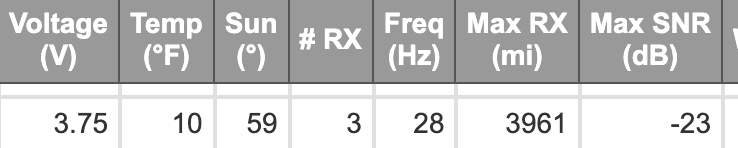 Voltage (V) Temp (°F) Sun (°) # RX Freq (Hz) Max RX (mi) Max SNR (dB)
3.75 10 59 3 28 3961 -23